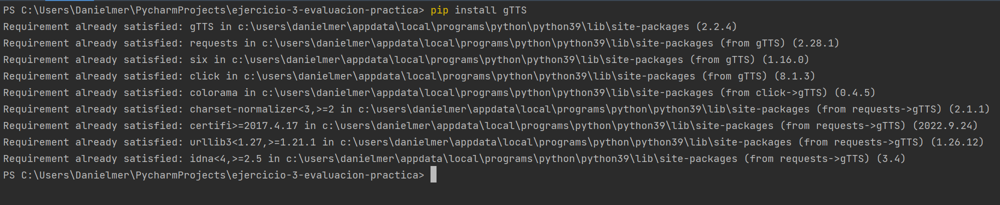 PS C:\Users\Danielmer\PycharmProjects\ejercicio-3-evaluacion-practica> pip install gTTS
Requirement already satisfied: gTTS in c:\users\danielmer\appdata\local\programs\python\python39\lib\site-packages (2.2.4)
Requirement already satisfied: requests in c:\users\danielmer\appdata\local\programs\python\python39\lib\site-packages (from gTTS) (2.28.1)
Requirement already satisfied: six in c:\users\danielmer\appdata\local\programs\python\python39\lib\site-packages (from gTTS) (1.16.0)
Requirement already satisfied: click in c:\users\danielmer\appdata\local\programs\python\python39\lib\site-packages (from gTTS) (8.1.3)
Requirement already satisfied: colorama in c:\users\danielmer\appdata\local\programs\python\python39\lib\site-packages (from click->gTTS) (0.4.5)
Requirement already satisfied: charset-normalizer<3,>=2 in c:\users\danielmer\appdata\local\programs\python\python39\lib\site-packages (from requests->gTTS) (2.1.1)
Requirement already satisfied: certifi>=2017.4.17 in c:\users\danielmer\appdata\local\programs\python\python39\lib\site-packages (from requests->gTTS) (2022.9.24)
Requirement already satisfied: urllib3<1.27,>=1.21.1 in c:\users\danielmer\appdata\local\programs\python\python39\lib\site-packages (from requests->gTTS) (1.26.12)
Requirement already satisfied: idna<4,>=2.5 in c:\users\danielmer\appdata\local\programs\python\python39\lib\site-packages (from requests->gTTS) (3.4)
PS C:\Users\Danielmer\PycharmProjects\ejercicio-3-evaluacion-practica>